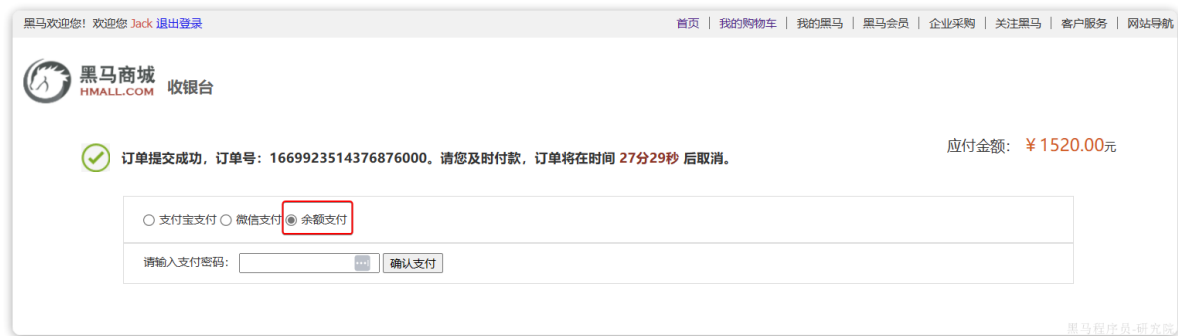 黑马欢迎您！欢迎您 Jack 退出登录
首页 | 我的购物车 | 我的黑马 | 黑马会员 | 企业采购 | 关注黑马 | 客户服务 | 网站导航
黑马商城
HMALL.COM
收银台
订单提交成功，订单号：1669923514376876000。请您及时付款，订单将在时间 27分29秒 后取消。
应付金额：￥1520.00元
支付宝支付 微信支付 余额支付
请输入支付密码： 确认支付
黑马程序员-研究院